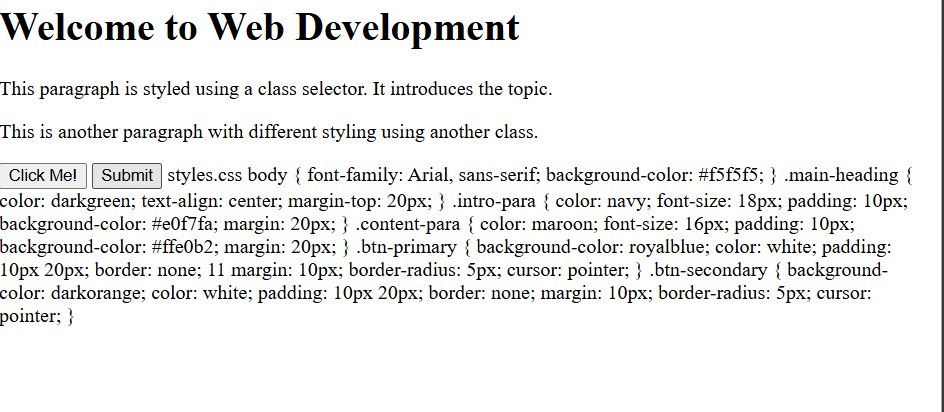 Welcome to Web Development
This paragraph is styled using a class selector. It introduces the topic.
This is another paragraph with different styling using another class.
Click Me! Submit styles.css body { font-family: Arial, sans-serif; background-color: #f5f5f5; } .main-heading {
color: darkgreen; text-align: center; margin-top: 20px; } .intro-para { color: navy; font-size: 18px; padding: 10px;
background-color: #e0f7fa; margin: 20px; } .content-para { color: maroon; font-size: 16px; padding: 10px;
background-color: #ffe0b2; margin: 20px; } .btn-primary { background-color: royalblue; color: white; padding:
10px 20px; border: none; 11 margin: 10px; border-radius: 5px; cursor: pointer; } .btn-secondary { background-
color: darkorange; color: white; padding: 10px 20px; border: none; margin: 10px; border-radius: 5px; cursor:
pointer; }